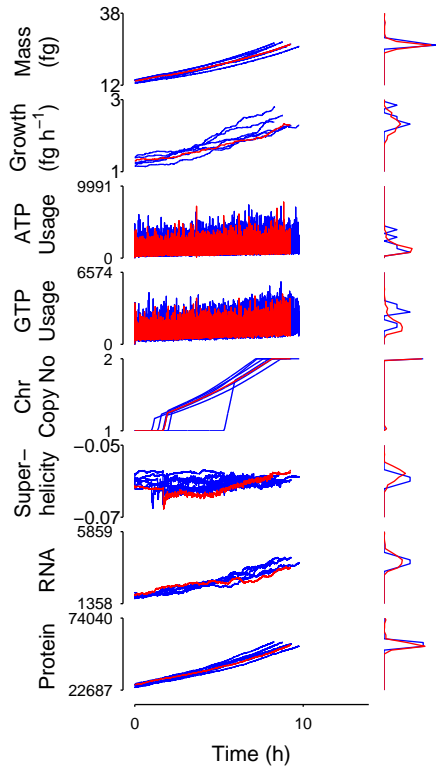 38
Mass
(fg)
12
3
Growth
(fg h⁻¹)
1
9991
ATP
Usage
0
6574
GTP
Usage
0
2
Chr
Copy No
1
−0.05
Super−
helicity
−0.07
5859
RNA
1358
74040
Protein
22687
0 10
Time (h)